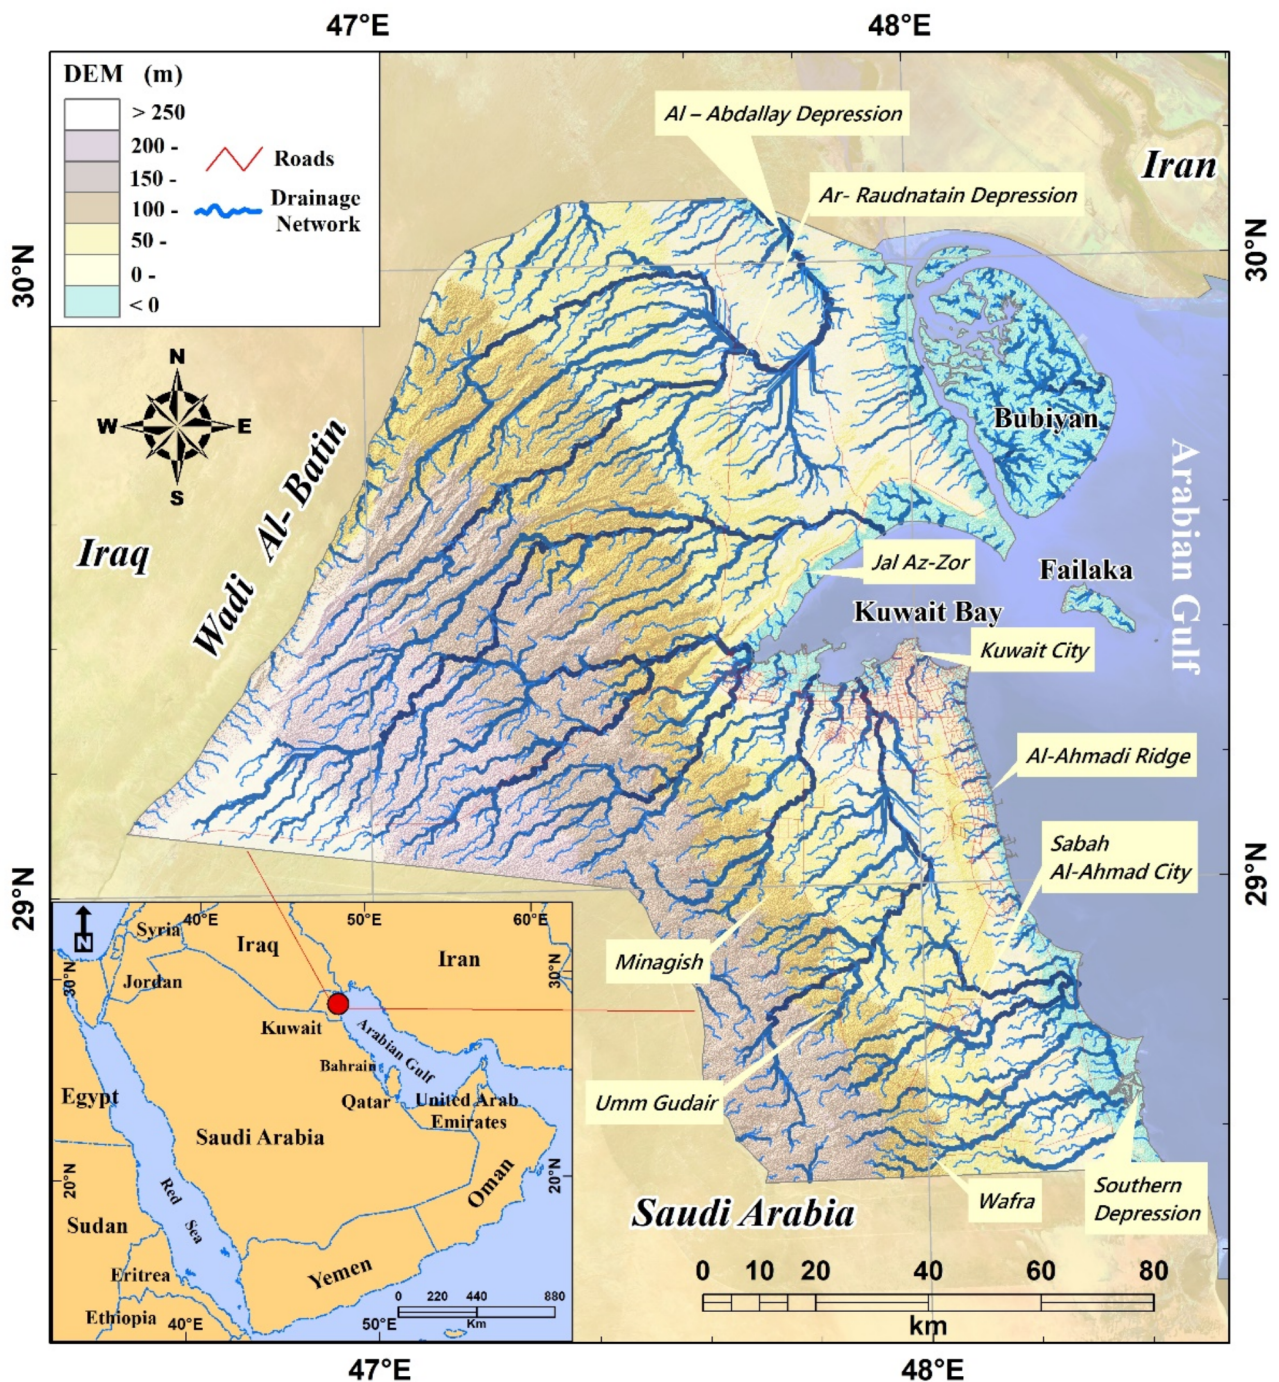 47°E
48°E
DEM (m)
> 250
200 -
150 -
100 -
50 -
0 -
< 0
Roads
Drainage
Network
Al – Abdallay Depression
Iran
Ar- Raudnatain Depression
30°N
30°N
N
W
E
S
Bubiyan
Wadi Al- Batin
Iraq
Arabian Gulf
Jal Az-Zor
Failaka
Kuwait Bay
Kuwait City
Al-Ahmadi Ridge
Sabah
Al-Ahmad City
29°N
29°N
Minagish
Umm Gudair
Wafra
Southern
Depression
Saudi Arabia
0 10 20 40 60 80
km
40°E
50°E
60°E
N
Syria
Iraq
Iran
Jordan
30°N
30°N
Kuwait
Arabian Gulf
Bahrain
Qatar
United Arab
Emirates
Egypt
Saudi Arabia
Oman
20°N
20°N
Red Sea
Sudan
Yemen
Eritrea
Ethiopia
0 220 440 880
Km
40°E
50°E
47°E
48°E